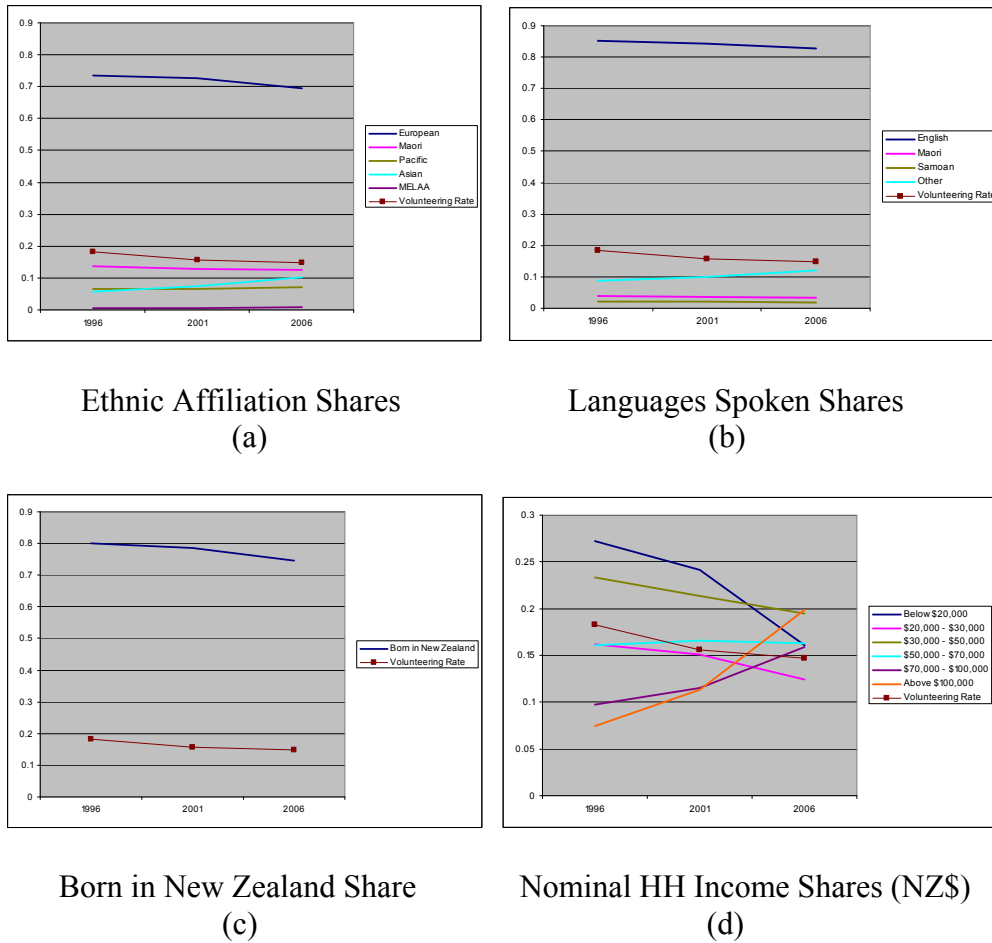 0.9
0.8
0.7
0.6
0.5
0.4
0.3
0.2
0.1
0
1996 2001 2006
European
Maori
Pacific
Asian
MELAA
Volunteering Rate
0.9
0.8
0.7
0.6
0.5
0.4
0.3
0.2
0.1
0
1996 2001 2006
English
Maori
Samoan
Other
Volunteering Rate
Ethnic Affiliation Shares
(a)
Languages Spoken Shares
(b)
0.9
0.8
0.7
0.6
0.5
0.4
0.3
0.2
0.1
0
1996 2001 2006
Born in New Zealand
Volunteering Rate
0.3
0.25
0.2
0.15
0.1
0.05
0
1996 2001 2006
Below $20,000
$20,000 - $30,000
$30,000 - $50,000
$50,000 - $70,000
$70,000 - $100,000
Above $100,000
Volunteering Rate
Born in New Zealand Share
(c)
Nominal HH Income Shares (NZ$)
(d)